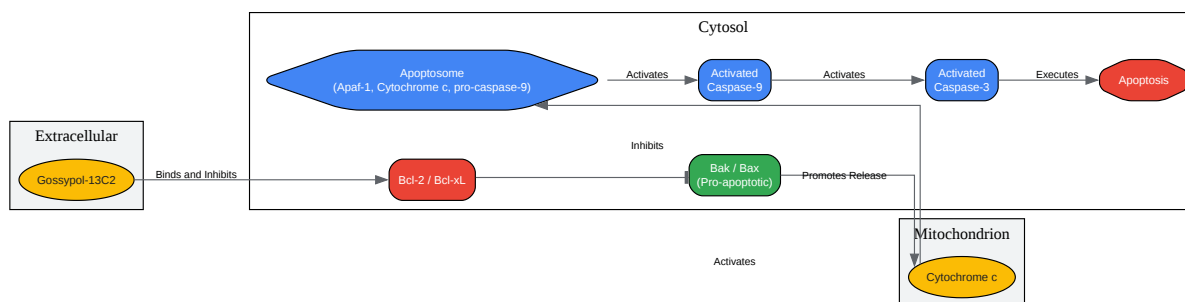 Cytosol
Apoptosome
(Apaf-1, Cytochrome c, pro-caspase-9)
Activates
Activated
Caspase-9
Activates
Activated
Caspase-3
Executes
Apoptosis
Extracellular
Gossypol-13C2
Binds and Inhibits
Bcl-2 / Bcl-xL
Inhibits
Bak / Bax
(Pro-apoptotic)
Promotes Release
Mitochondrion
Activates
Cytochrome c